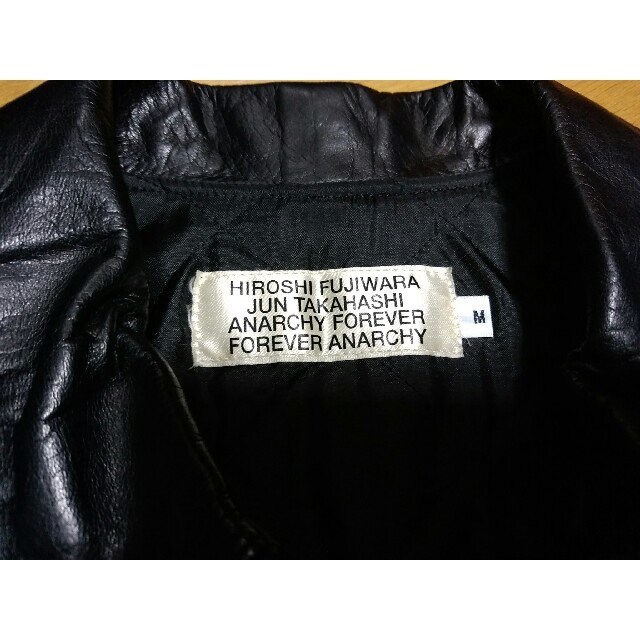 HIROSHI FUJIWARA
JUN TAKAHASHI
ANARCHY FOREVER
FOREVER ANARCHY
M